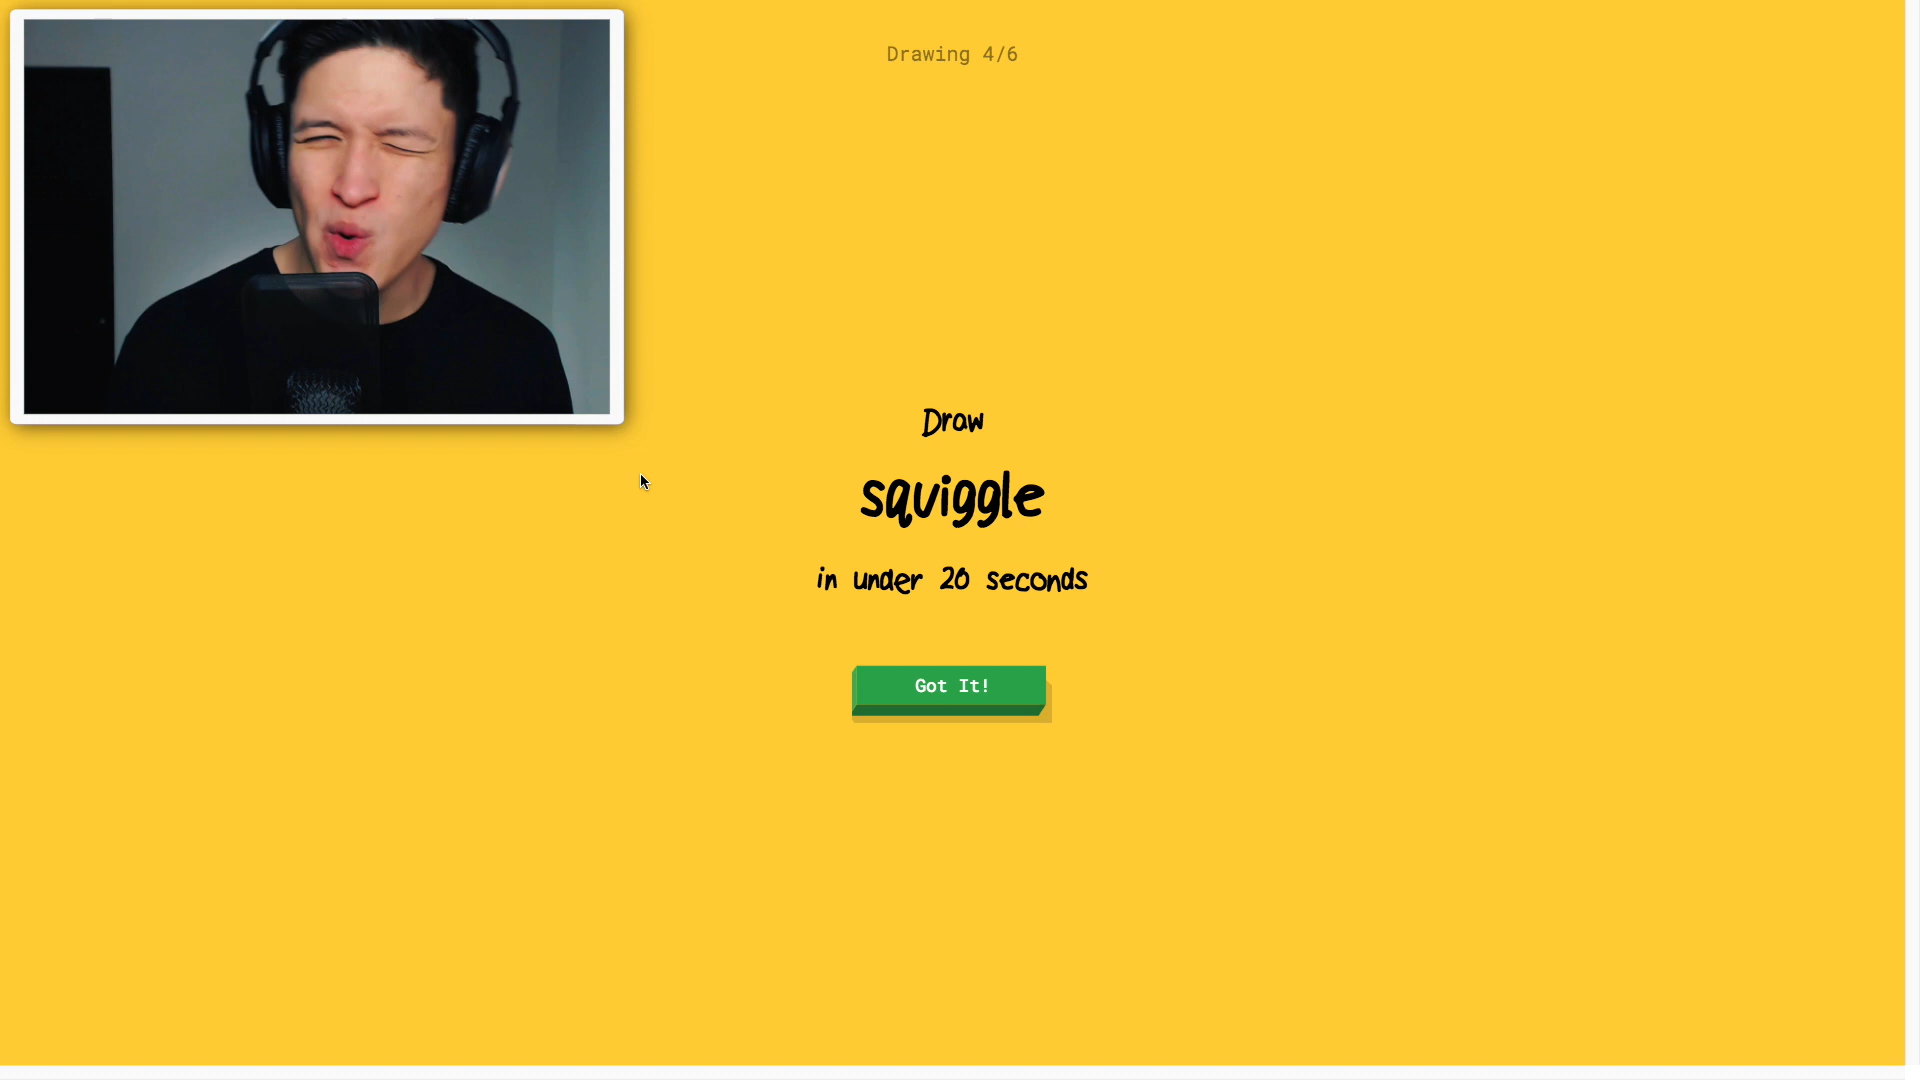 Drawing 4/6
Draw
squiggle
in under 20 seconds
Got It!